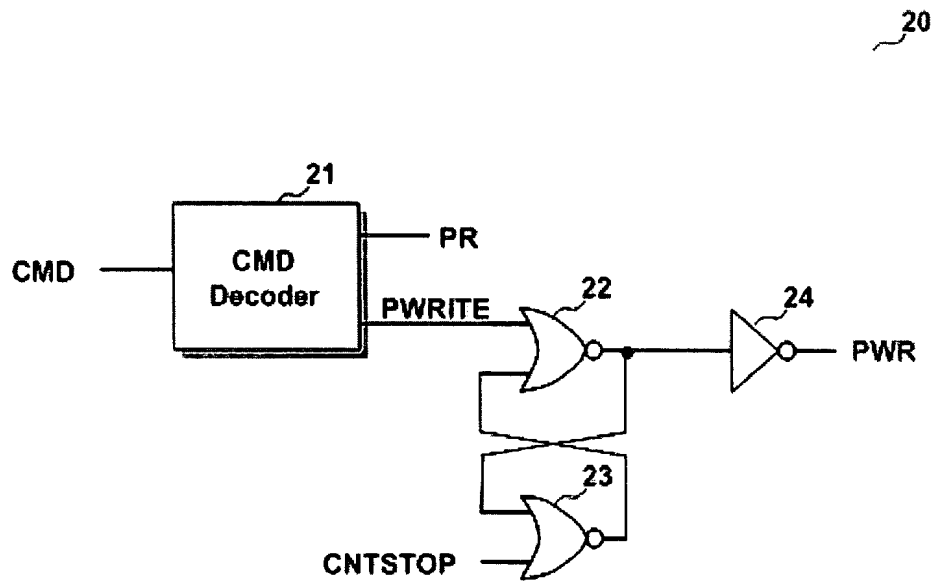 20
21
CMD
CMD
Decoder
PR
PWRITE
22
24
PWR
23
CNTSTOP